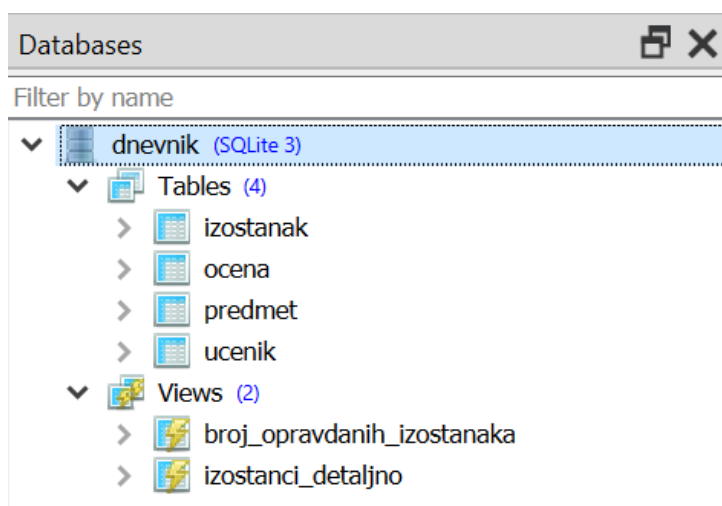 Databases
Filter by name
dnevnik (SQLite 3)
Tables (4)
izostanak
ocena
predmet
ucenik
Views (2)
broj_opravdanih_izostanaka
izostanci_detaljno